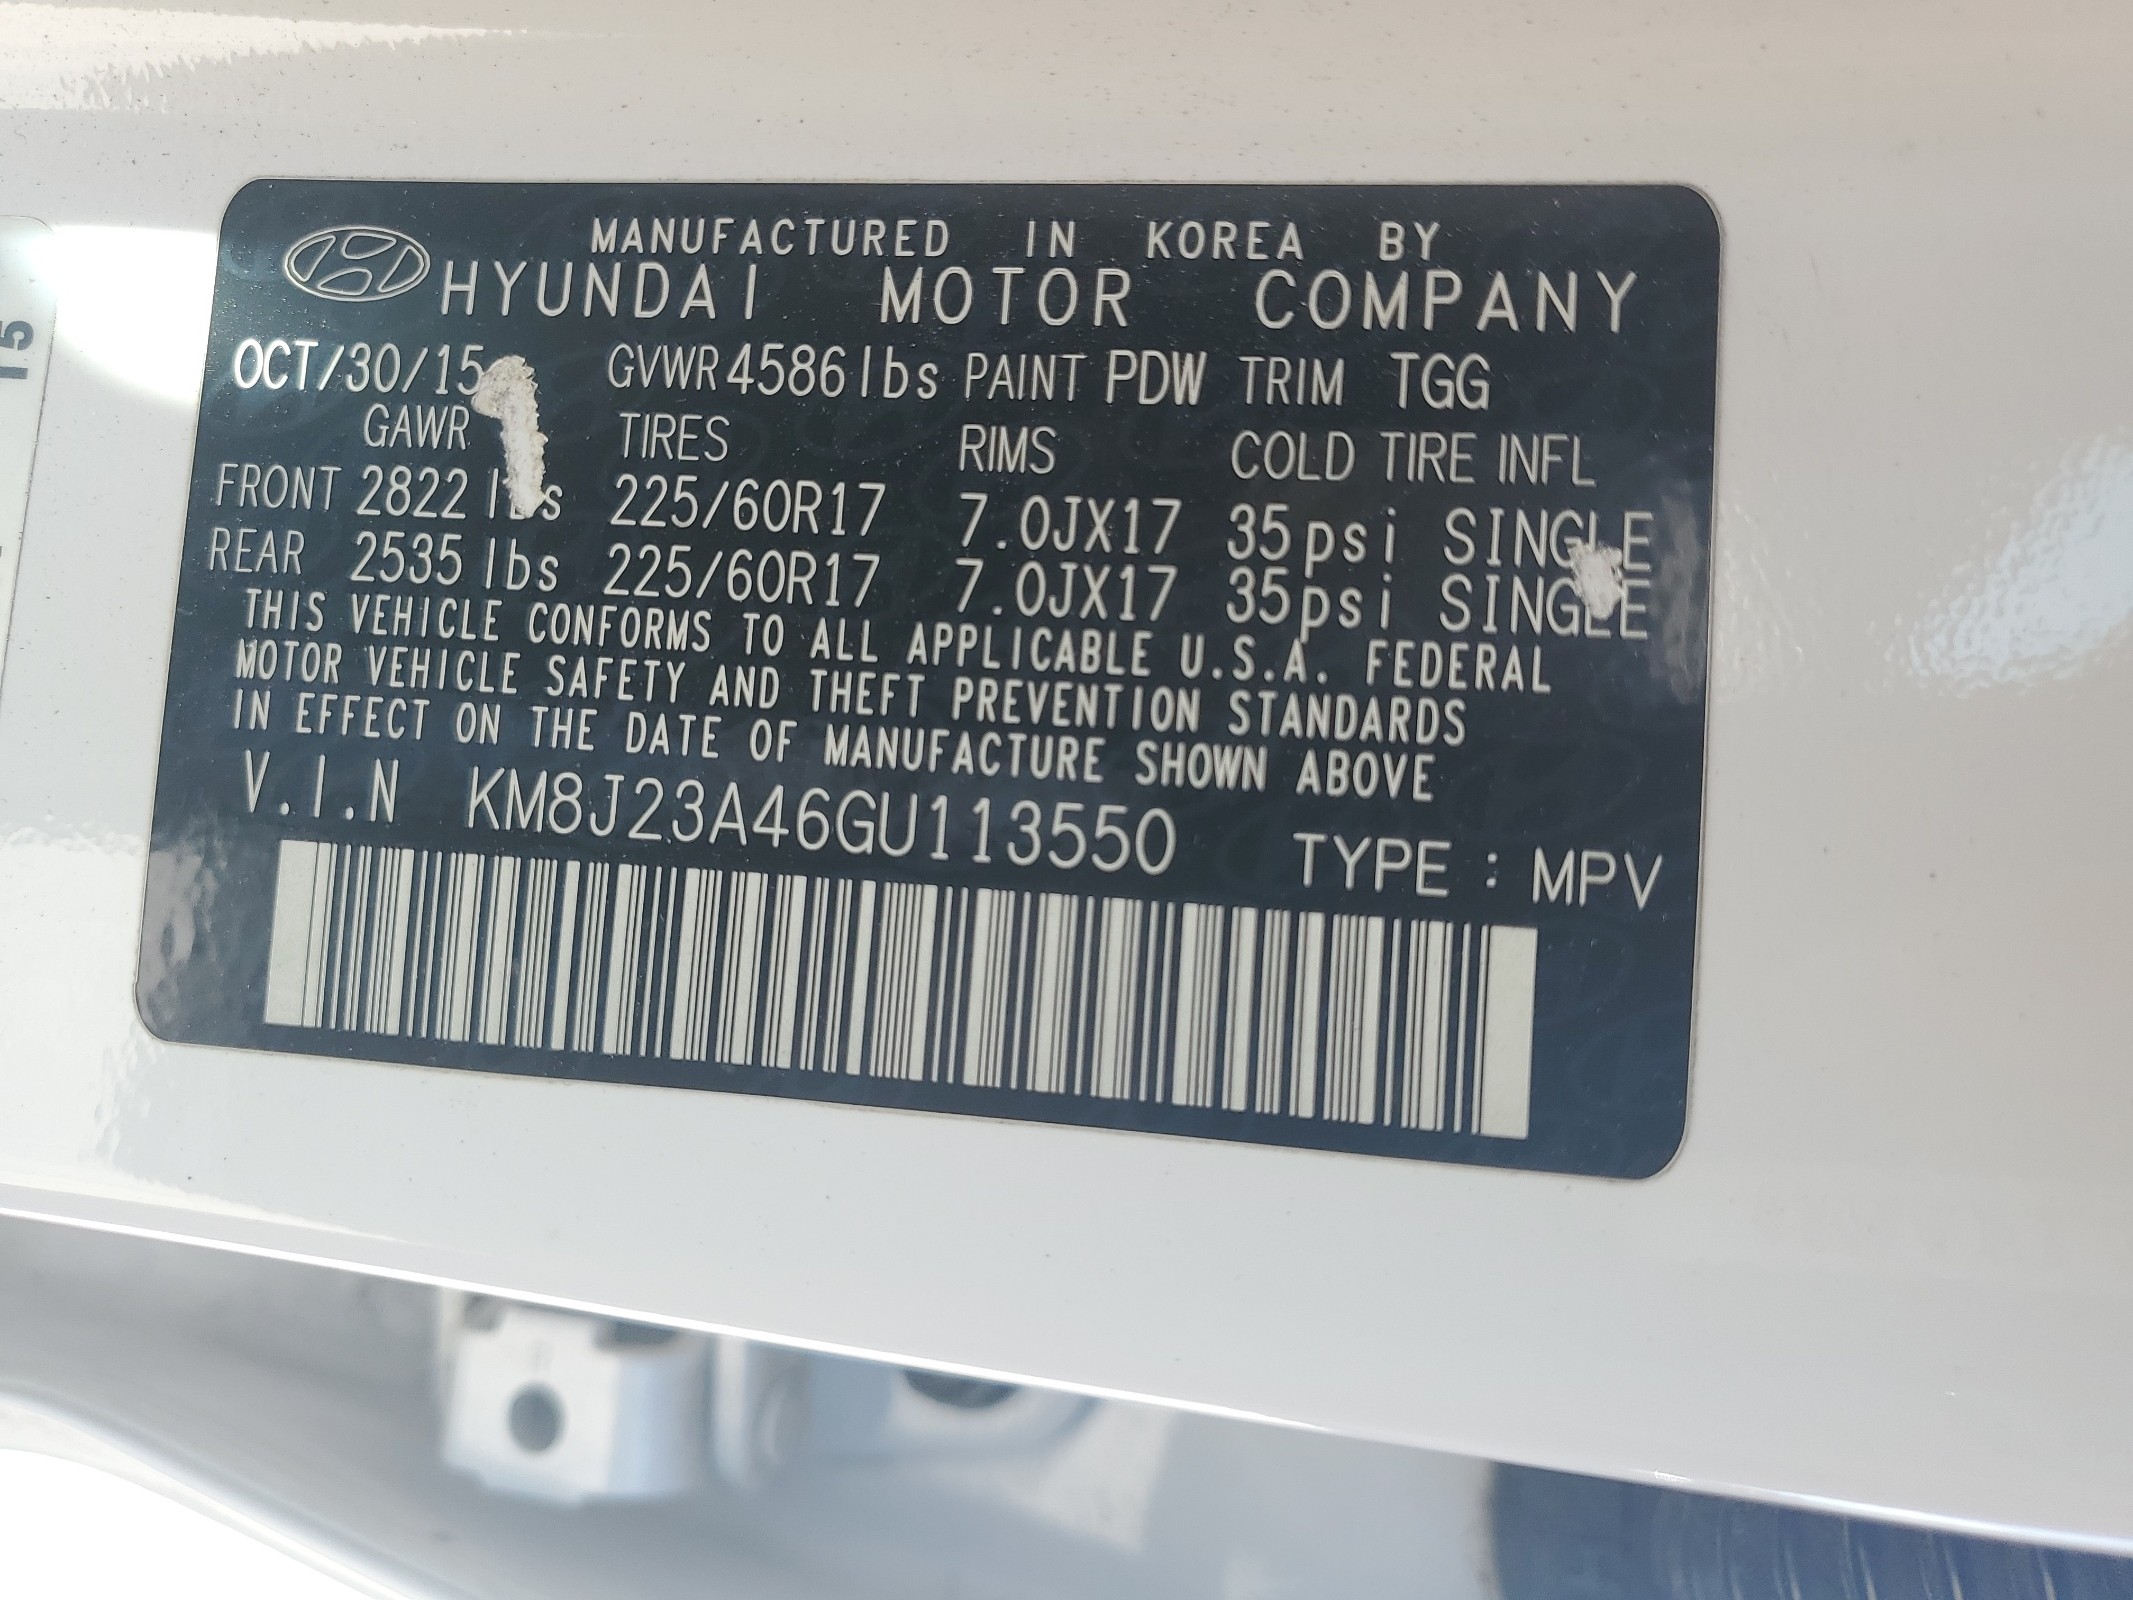 MANUFACTURED IN KOREA BY
HYUNDAI MOTOR COMPANY
OCT/30/15 GVWR 4586 lbs PAINT PDW TRIM TGG
GAWR TIRES RIMS COLD TIRE INFL
FRONT 2822 lbs 225/60R17 7.0JX17 35psi SINGLE
REAR 2535 lbs 225/60R17 7.0JX17 35psi SINGLE
THIS VEHICLE CONFORMS TO ALL APPLICABLE U.S.A. FEDERAL
MOTOR VEHICLE SAFETY AND THEFT PREVENTION STANDARDS
IN EFFECT ON THE DATE OF MANUFACTURE SHOWN ABOVE
V.I.N KM8J23A46GU113550 TYPE : MPV
15